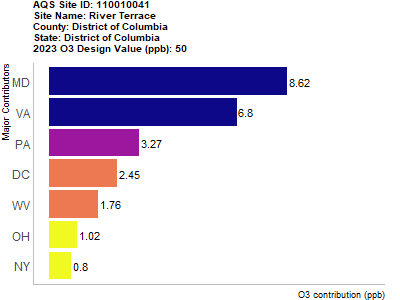 AQS Site ID: 110010041
Site Name: River Terrace
County: District of Columbia
State: District of Columbia
2023 O3 Design Value (ppb): 50
Major Contributors
MD 8.62
VA 6.8
PA 3.27
DC 2.45
WV 1.76
OH 1.02
NY 0.8
O3 contribution (ppb)